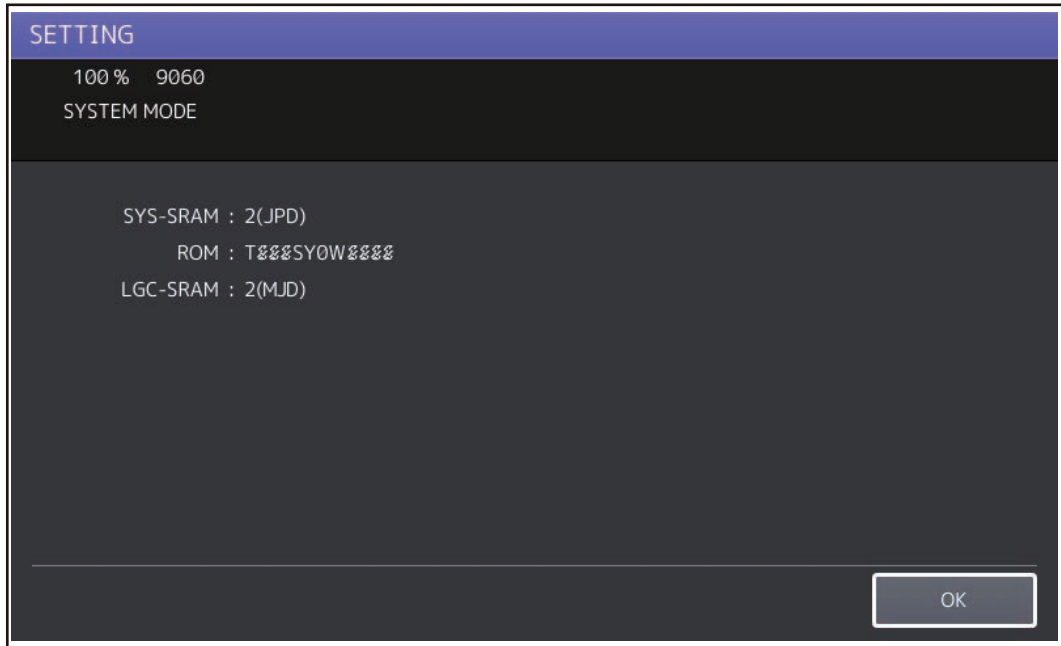 SETTING
100 % 9060
SYSTEM MODE
SYS-SRAM : 2(JPD)
ROM :
LGC-SRAM : 2(MJD)
OK